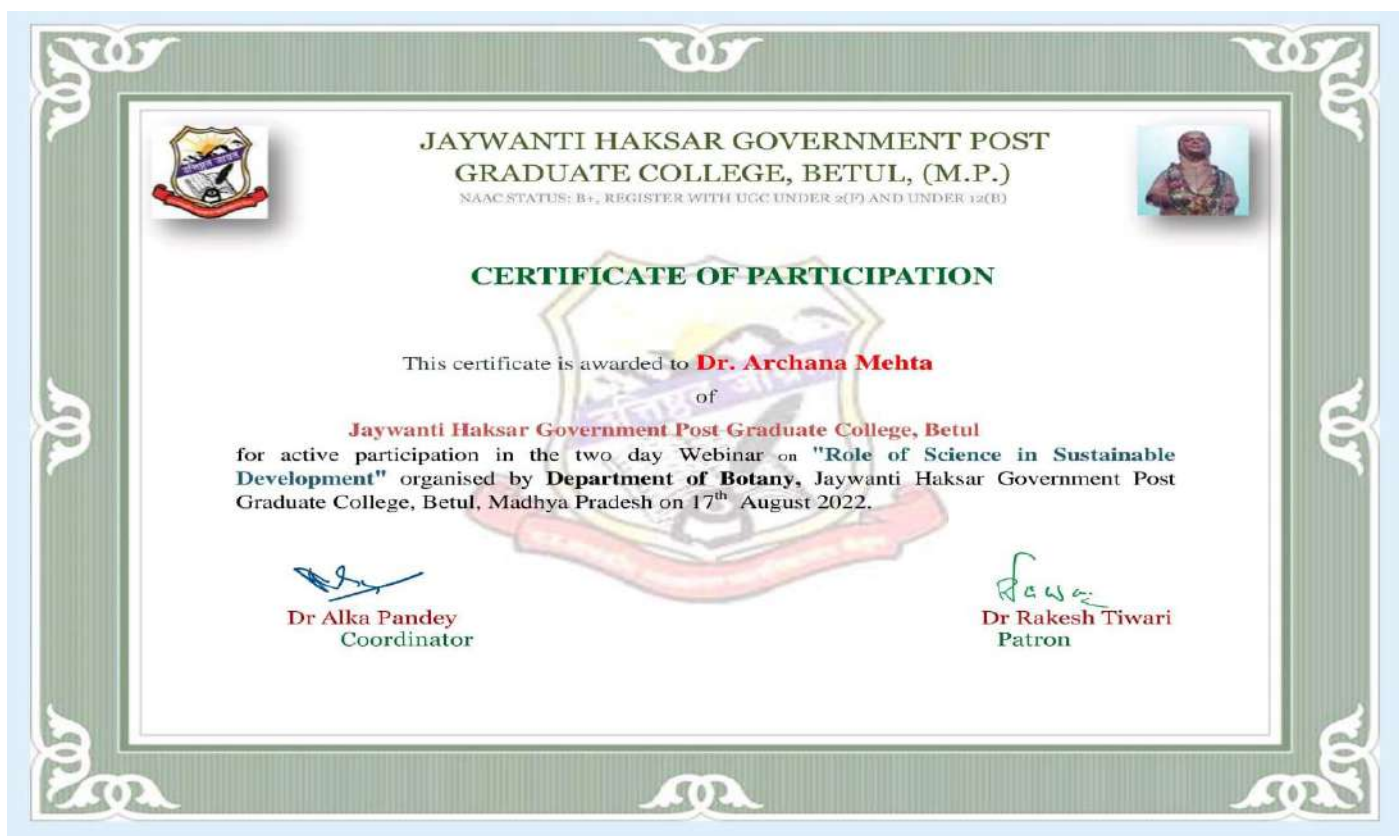 JAYWANTI HAKSAR GOVERNMENT POST
GRADUATE COLLEGE, BETUL, (M.P.)
NAAC STATUS: B+, REGISTER WITH UGC UNDER 2(F) AND UNDER 12(B)
CERTIFICATE OF PARTICIPATION
This certificate is awarded to Dr. Archana Mehta
of
Jaywanti Haksar Government Post Graduate College, Betul
for active participation in the two day Webinar on "Role of Science in Sustainable
Development" organised by Department of Botany, Jaywanti Haksar Government Post
Graduate College, Betul, Madhya Pradesh on 17th August 2022.
Dr Alka Pandey
Coordinator
Dr Rakesh Tiwari
Patron